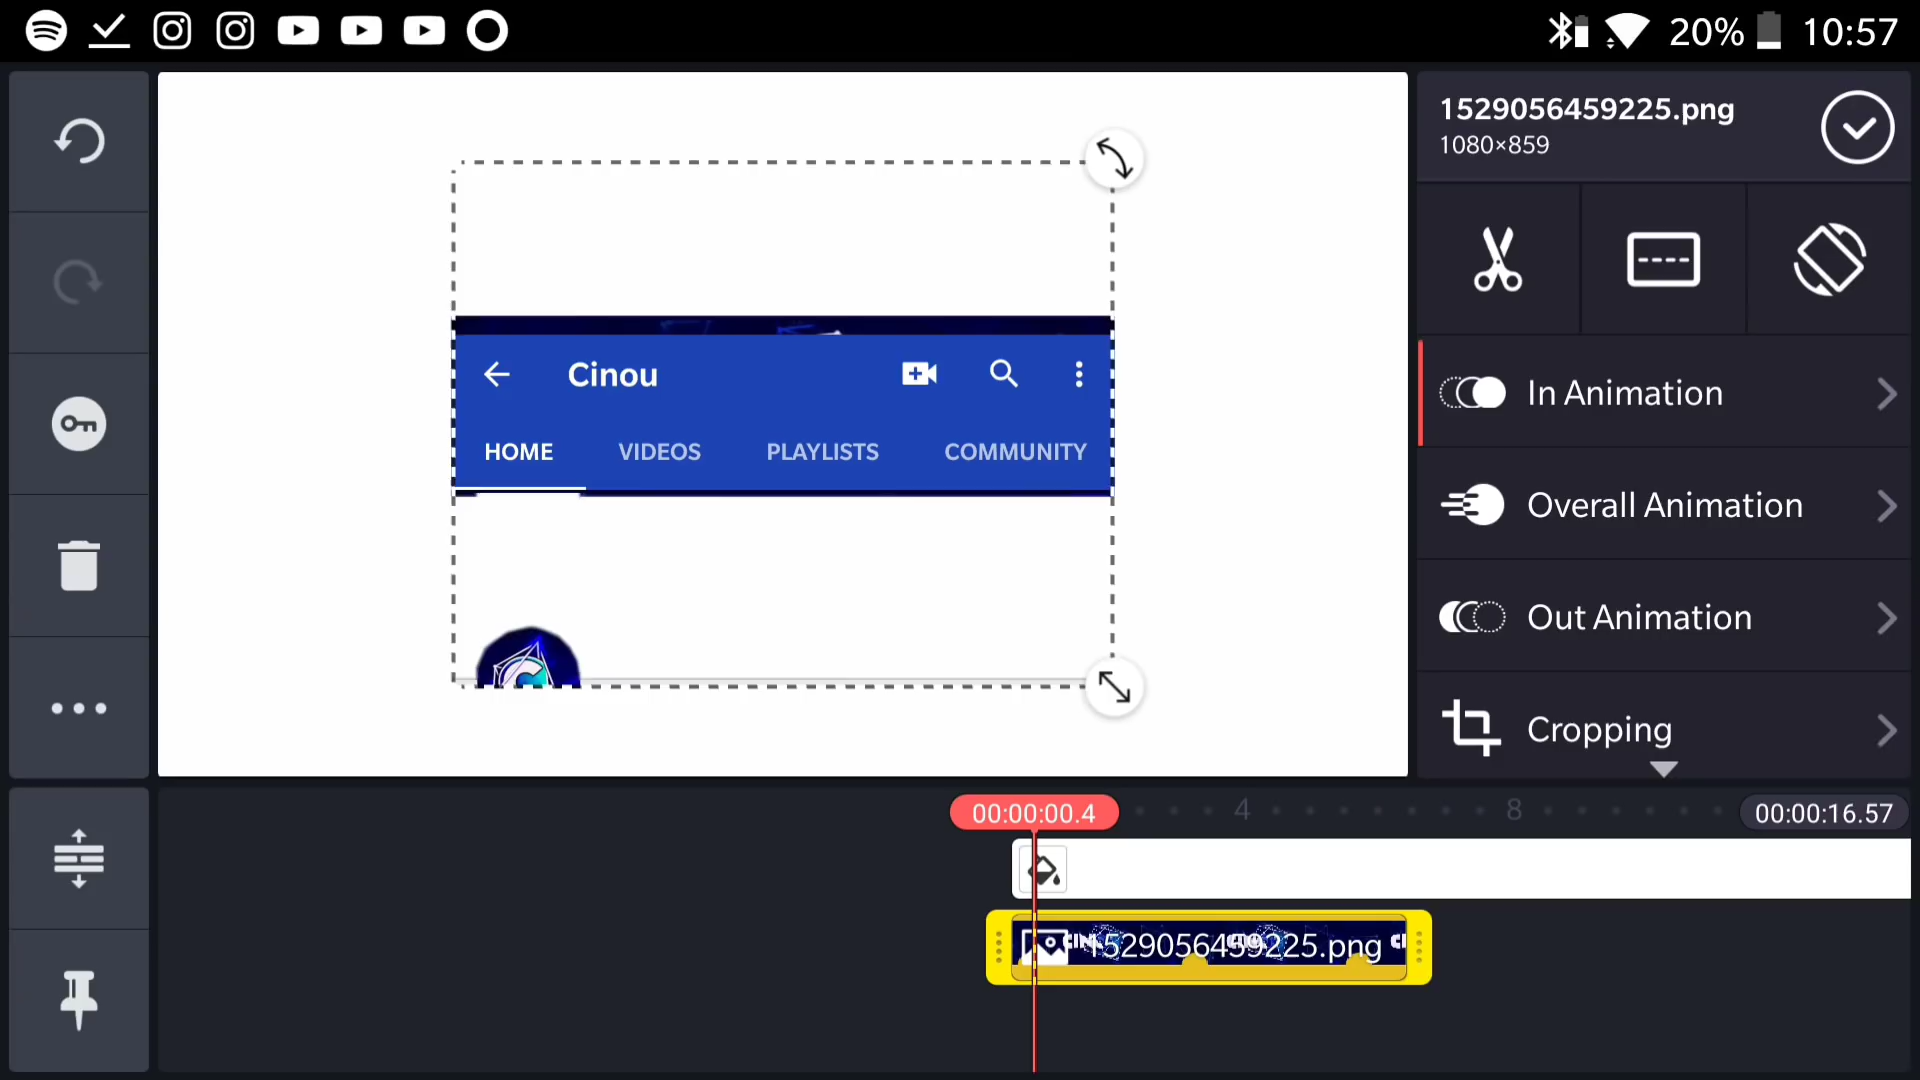 20% 10:57
1529056459225.png
1080×859
Cinou
HOME VIDEOS PLAYLISTS COMMUNITY
In Animation
Overall Animation
Out Animation
Cropping
00:00:00.4 4 8 00:00:16.57
1529056459225.png